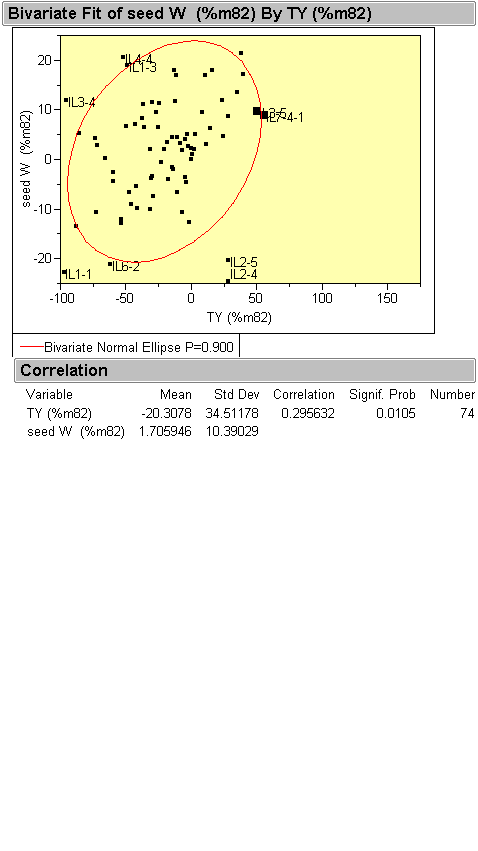 Bivariate Fit of seed W (%m82) By TY (%m82)
20
10
0
-10
-20
seed W (%m82)
IL4-4
IL1-3
IL3-4
IL7-4-1
IL2-5
IL6-2
IL1-1
IL2-4
-100 -50 0 50 100 150
TY (%m82)
Bivariate Normal Ellipse P=0.900
Correlation
Variable Mean Std Dev Correlation Signif. Prob Number
TY (%m82) -20.3078 34.51178 0.295632 0.0105 74
seed W (%m82) 1.705946 10.39029